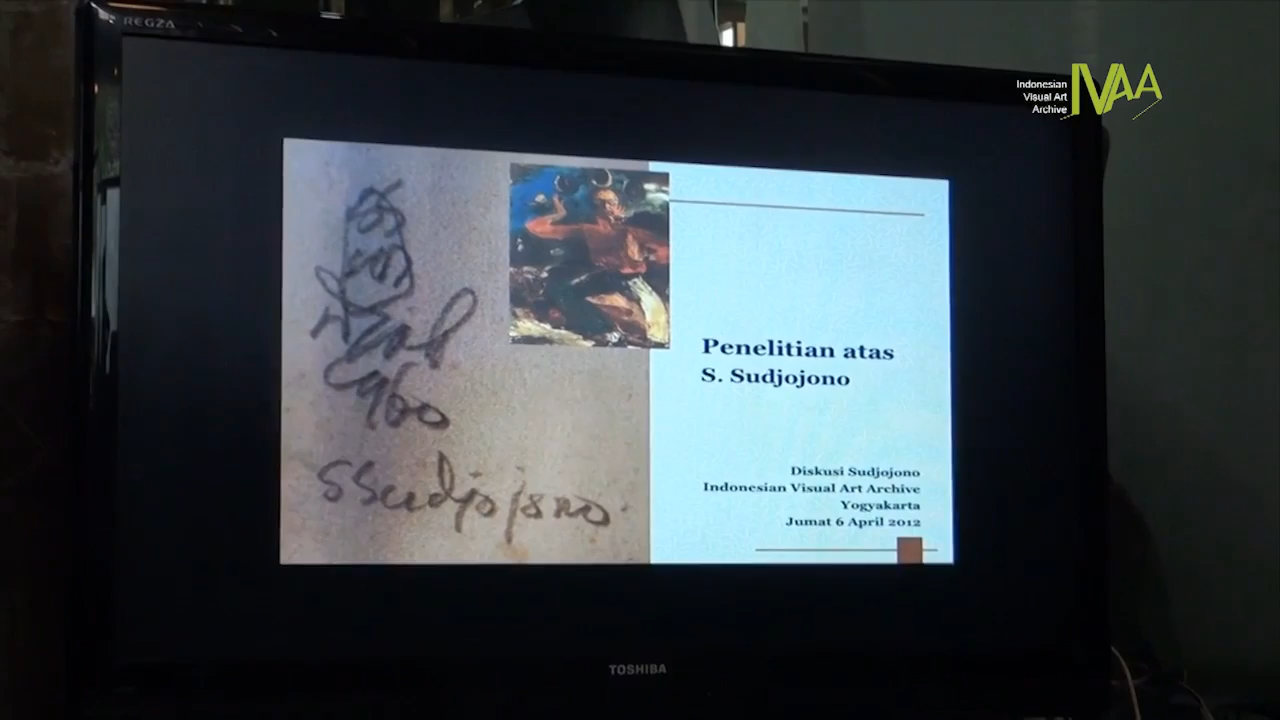 REGZA
Indonesian
Visual Art
Archive
IVAA
1960
SSudjojono
Penelitian atas
S. Sudjojono
Diskusi Sudjojono
Indonesian Visual Art Archive
Yogyakarta
Jumat 6 April 2012
TOSHIBA